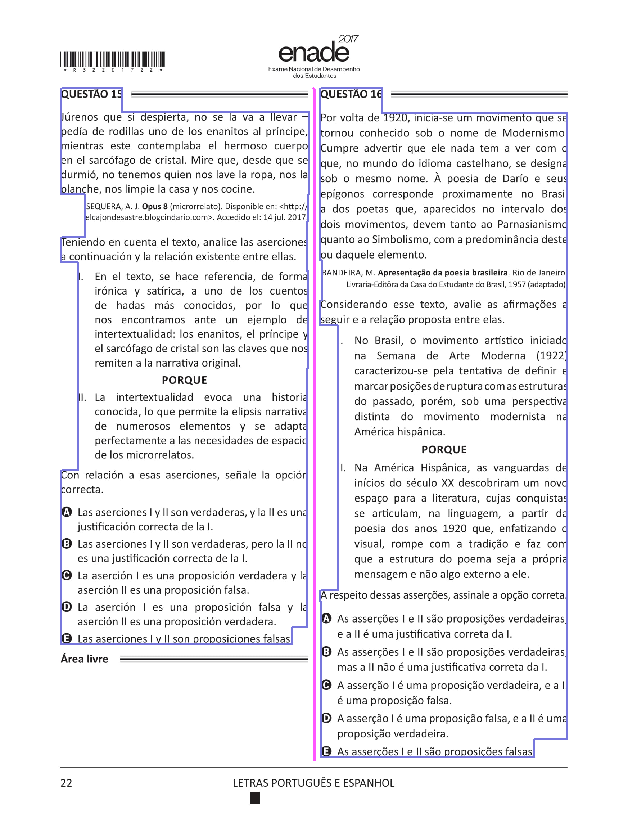 *R3220172 2*
2017
enade
Exame Nacional de Desempenho
dos Estudantes
QUESTÃO 15
Júrenos que si despierta, no se la va a llevar –
pedía de rodillas uno de los enanitos al príncipe,
mientras este contemplaba el hermoso cuerpo
en el sarcófago de cristal. Mire que, desde que se
durmió, no tenemos quien nos lave la ropa, nos la
planche, nos limpie la casa y nos cocine.
SEQUERA, A. J. Opus 8 (microrrelato). Disponible en: <http://
elcajondesastre.blogcindario.com>. Accedido el: 14 jul. 2017.
Teniendo en cuenta el texto, analice las aserciones
a continuación y la relación existente entre ellas.
I. En el texto, se hace referencia, de forma
irónica y satírica, a uno de los cuentos
de hadas más conocidos, por lo que
nos encontramos ante un ejemplo de
intertextualidad: los enanitos, el príncipe y
el sarcófago de cristal son las claves que nos
remiten a la narrativa original.
PORQUE
II. La intertextualidad evoca una historia
conocida, lo que permite la elipsis narrativa
de numerosos elementos y se adapta
perfectamente a las necesidades de espacio
de los microrrelatos.
Con relación a esas aserciones, señale la opción
correcta.
A Las aserciones I y II son verdaderas, y la II es una
justificación correcta de la I.
B Las aserciones I y II son verdaderas, pero la II no
es una justificación correcta de la I.
C La aserción I es una proposición verdadera y la
aserción II es una proposición falsa.
D La aserción I es una proposición falsa y la
aserción II es una proposición verdadera.
E Las aserciones I y II son proposiciones falsas.
Área livre
QUESTÃO 16
Por volta de 1920, inicia-se um movimento que se
tornou conhecido sob o nome de Modernismo.
Cumpre advertir que ele nada tem a ver com o
que, no mundo do idioma castelhano, se designa
sob o mesmo nome. À poesia de Darío e seus
epígonos corresponde proximamente no Brasil
a dos poetas que, aparecidos no intervalo dos
dois movimentos, devem tanto ao Parnasianismo
quanto ao Simbolismo, com a predominância deste
ou daquele elemento.
BANDEIRA, M. Apresentação da poesia brasileira. Rio de Janeiro:
Livraria-Editôra da Casa do Estudante do Brasil, 1957 (adaptado).
Considerando esse texto, avalie as afirmações a
seguir e a relação proposta entre elas.
I. No Brasil, o movimento artístico iniciado
na Semana de Arte Moderna (1922)
caracterizou-se pela tentativa de definir e
marcar posições de ruptura com as estruturas
do passado, porém, sob uma perspectiva
distinta do movimento modernista na
América hispânica.
PORQUE
II. Na América Hispânica, as vanguardas de
inícios do século XX descobriram um novo
espaço para a literatura, cujas conquistas
se articulam, na linguagem, a partir da
poesia dos anos 1920 que, enfatizando o
visual, rompe com a tradição e faz com
que a estrutura do poema seja a própria
mensagem e não algo externo a ele.
A respeito dessas asserções, assinale a opção correta.
A As asserções I e II são proposições verdadeiras,
e a II é uma justificativa correta da I.
B As asserções I e II são proposições verdadeiras,
mas a II não é uma justificativa correta da I.
C A asserção I é uma proposição verdadeira, e a II
é uma proposição falsa.
D A asserção I é uma proposição falsa, e a II é uma
proposição verdadeira.
E As asserções I e II são proposições falsas.
22
LETRAS PORTUGUÊS E ESPANHOL